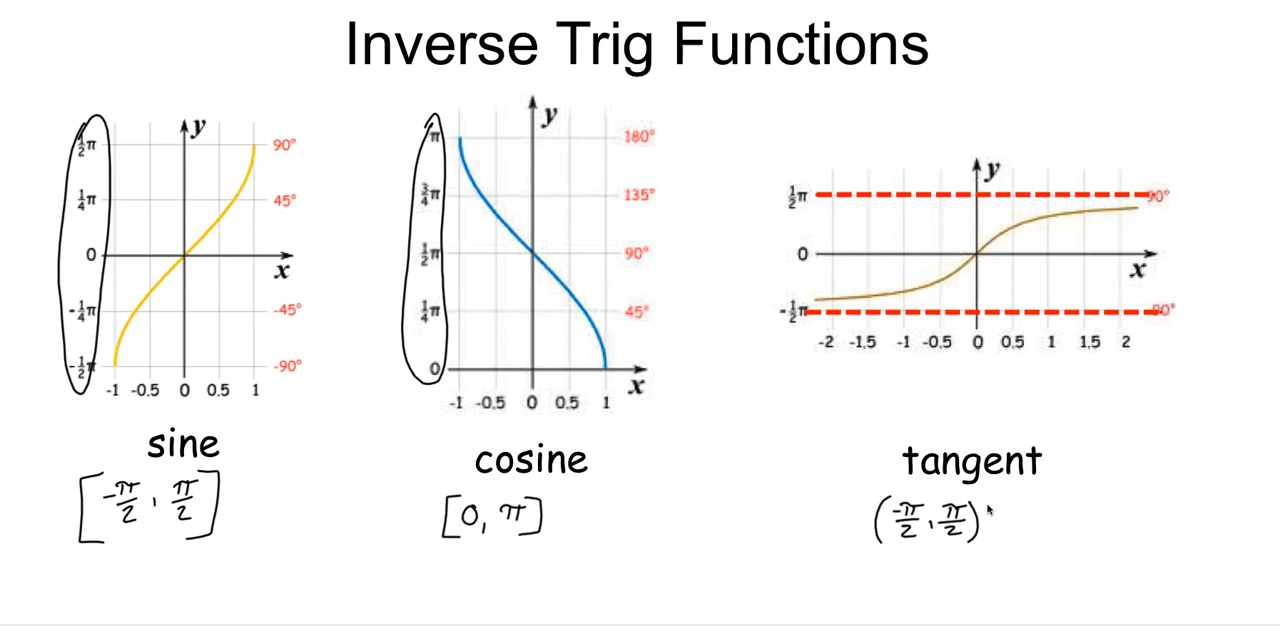 Inverse Trig Functions
y
½π
¼π
0
-¼π
-½π
90°
45°
-45°
-90°
x
-1 -0.5 0 0.5 1
sine
[-π/2, π/2]
y
π
¾π
½π
¼π
0
180°
135°
90°
45°
x
-1 -0.5 0 0.5 1
cosine
[0, π]
y
½π
0
-½π
90°
x
-2 -1,5 -1 -0,5 0 0,5 1 1,5 2
tangent
(-π/2, π/2)